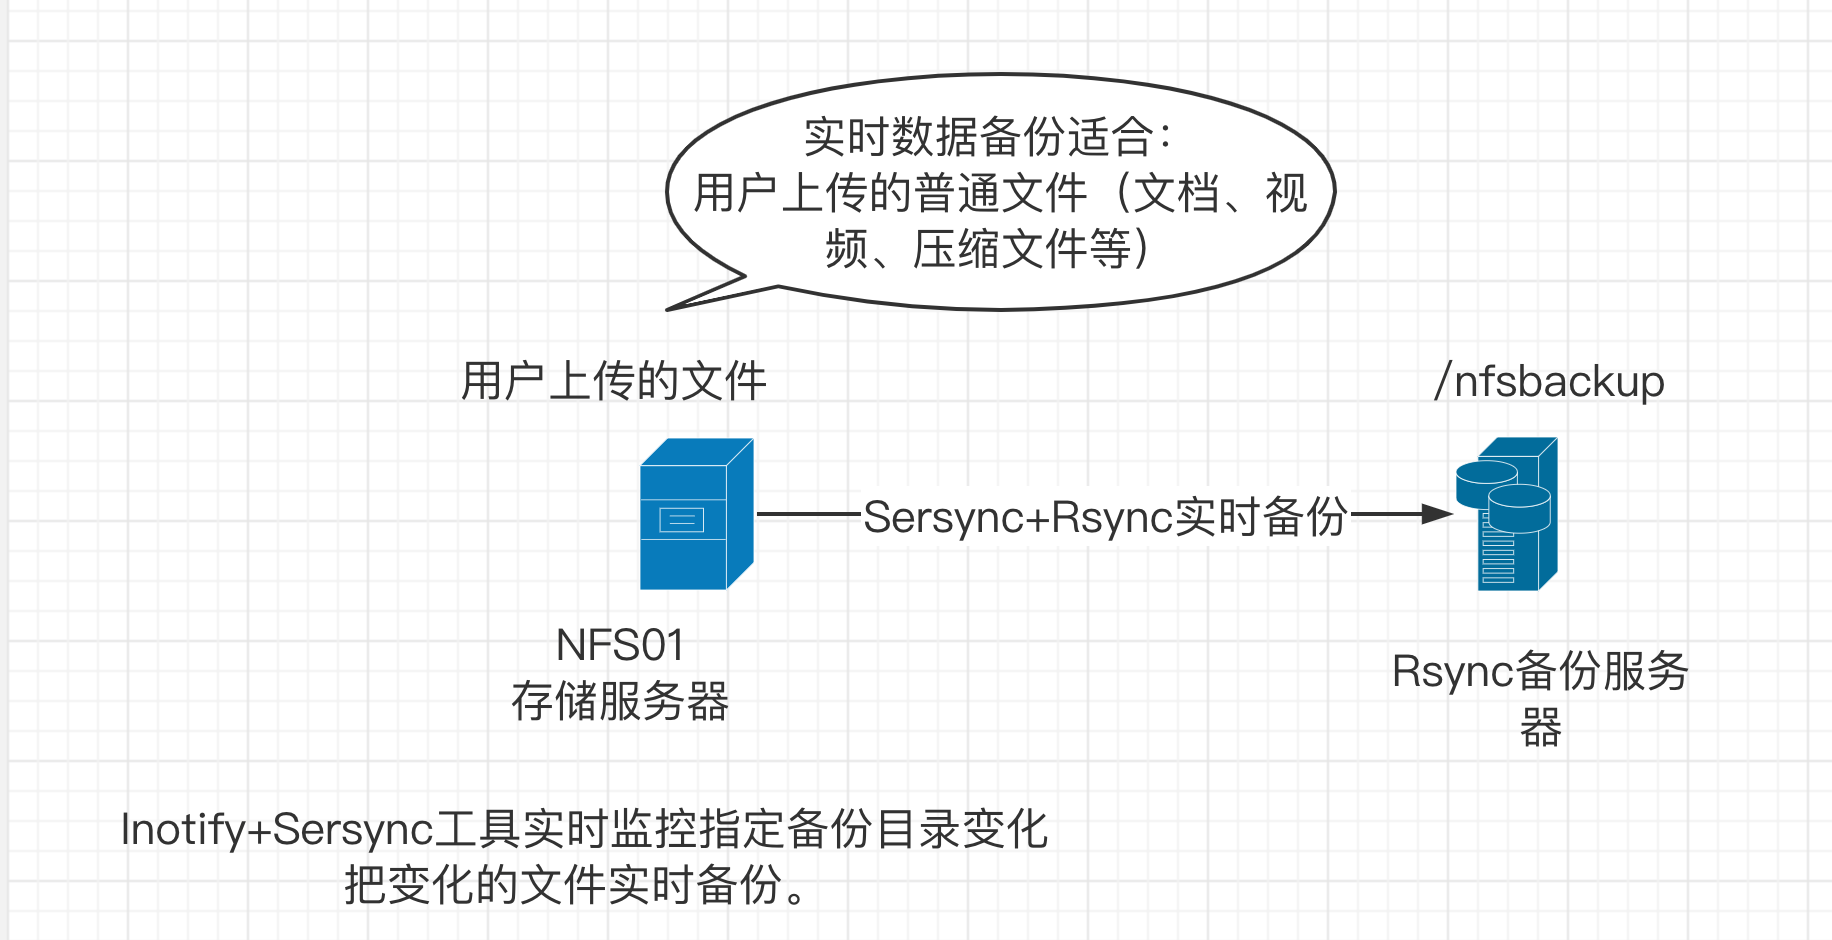 实时数据备份适合：
用户上传的普通文件（文档、视
频、压缩文件等）
用户上传的文件
/nfsbackup
Sersync+Rsync实时备份
NFS01
存储服务器
Rsync备份服务
器
Inotify+Sersync工具实时监控指定备份目录变化
把变化的文件实时备份。